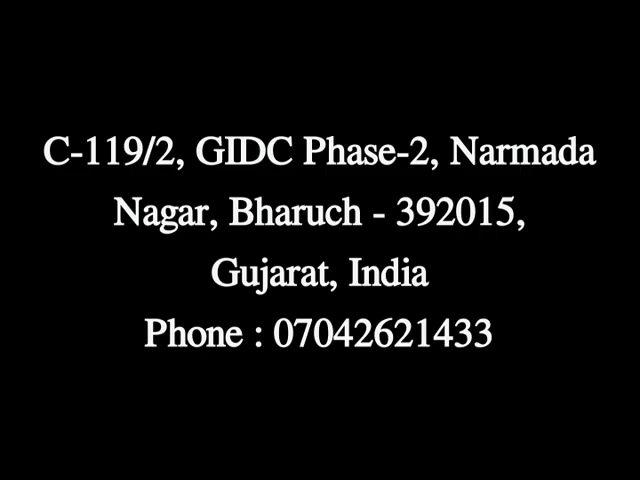 C-119/2, GIDC Phase-2, Narmada
Nagar, Bharuch - 392015,
Gujarat, India
Phone : 07042621433